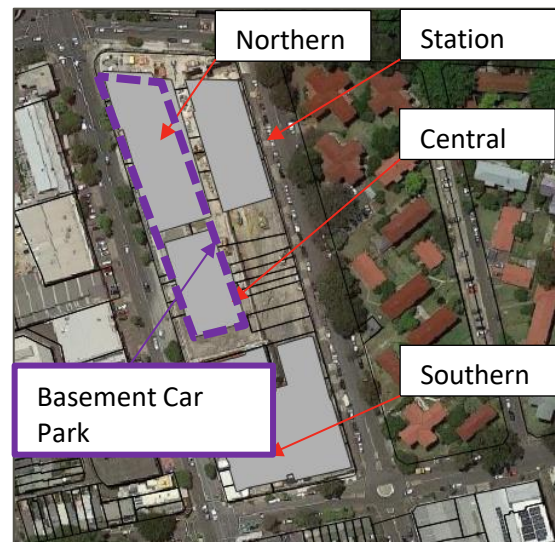 Northern
Station
Central
Basement Car
Park
Southern